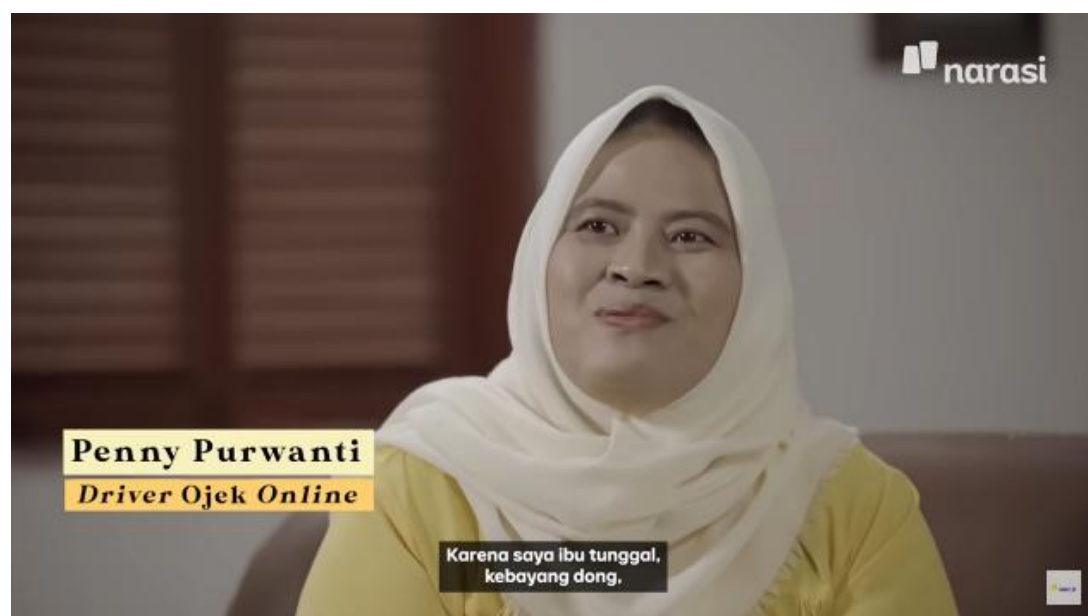 narasi
Penny Purwanti
Driver Ojek Online
Karena saya ibu tunggal,
kebayang dong,